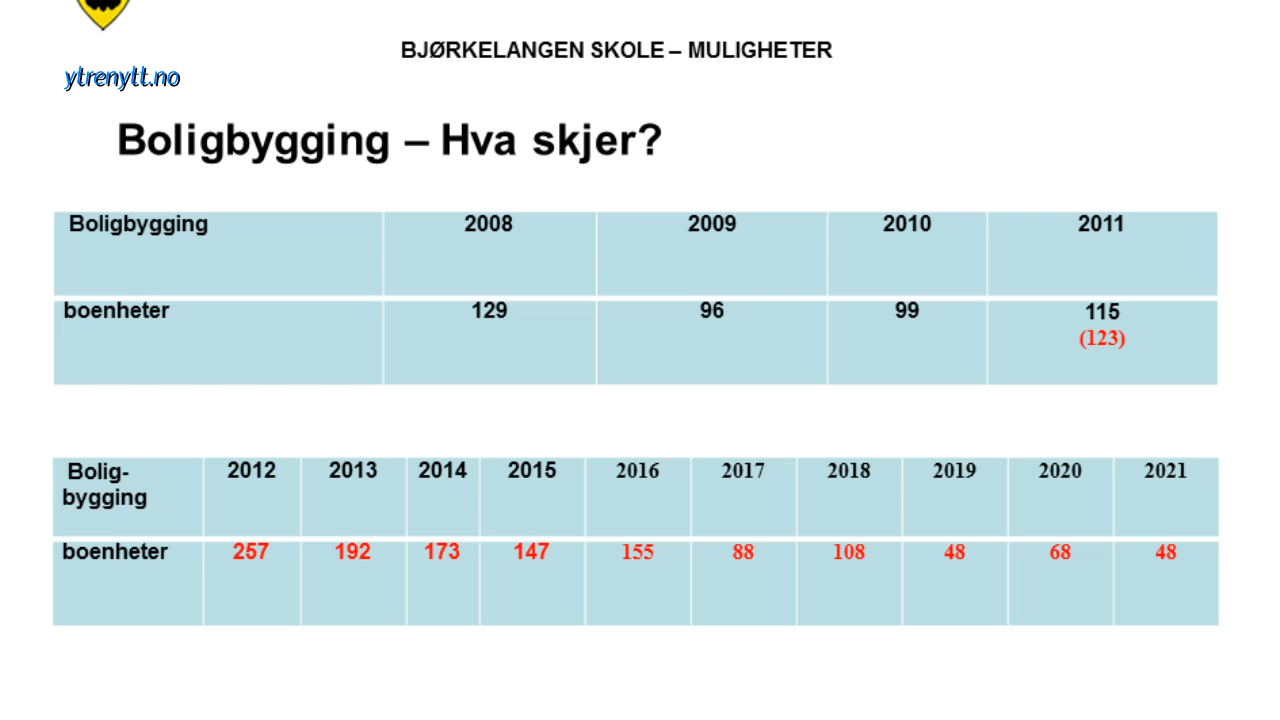 BJØRKELANGEN SKOLE – MULIGHETER
ytrenytt.no
Boligbygging – Hva skjer?
Boligbygging 2008 2009 2010 2011
boenheter 129 96 99 115
(123)
Bolig- 2012 2013 2014 2015 2016 2017 2018 2019 2020 2021
bygging
boenheter 257 192 173 147 155 88 108 48 68 48